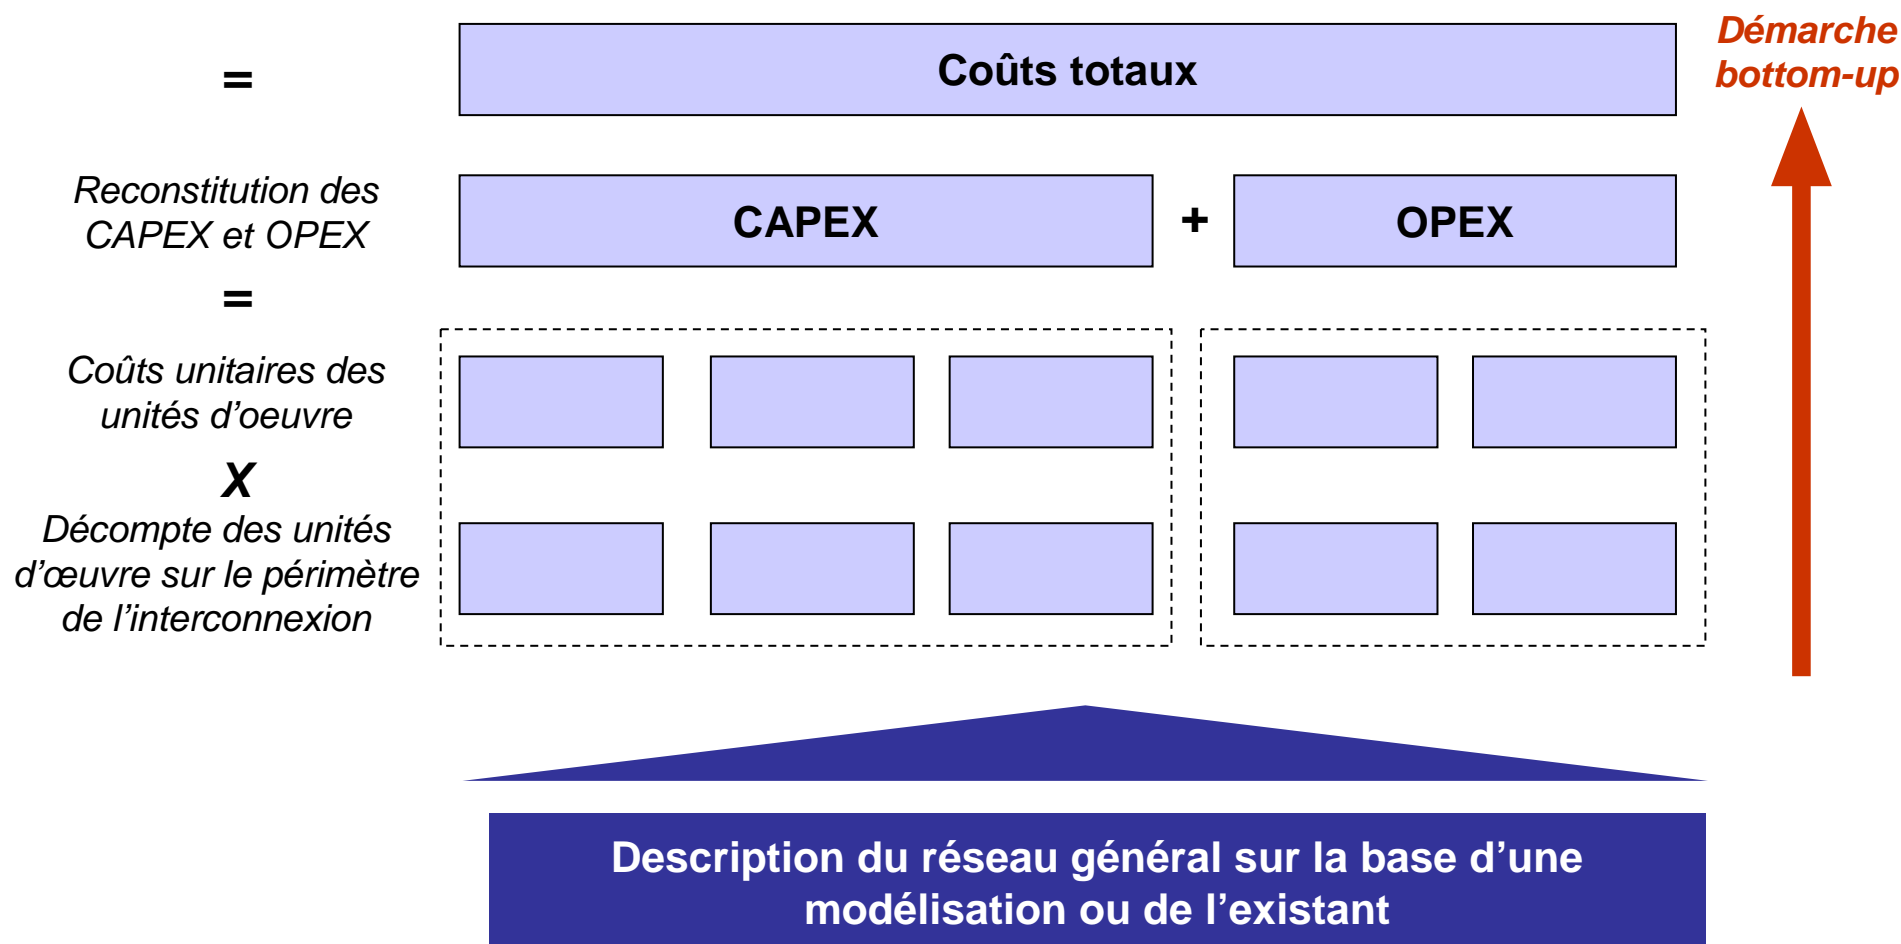 =
Coûts totaux
Démarche
bottom-up
Reconstitution des
CAPEX et OPEX
CAPEX
+
OPEX
=
Coûts unitaires des
unités d’oeuvre
X
Décompte des unités
d’œuvre sur le périmètre
de l’interconnexion
Description du réseau général sur la base d’une
modélisation ou de l’existant